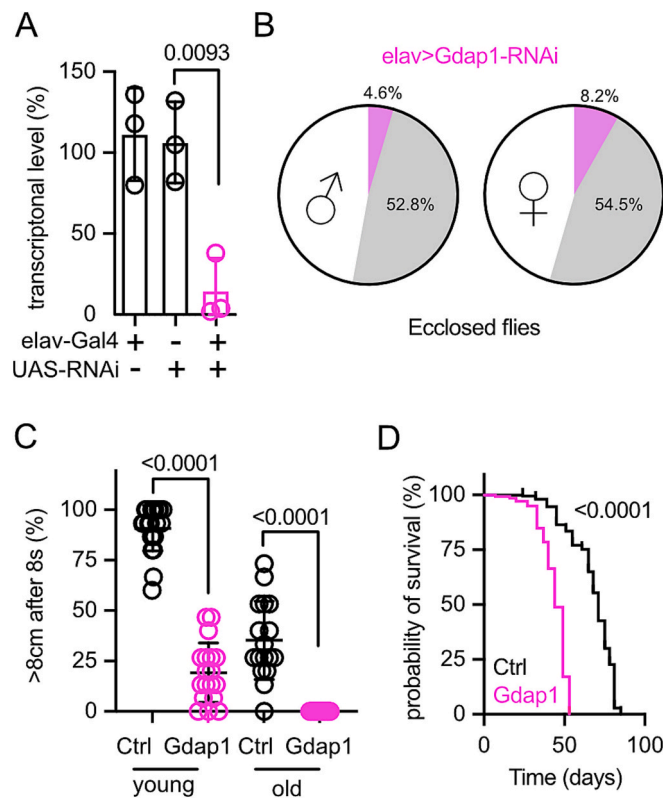 A
0.0093
150
100
50
0
transcriptonal level (%)
elav-Gal4 + - +
UAS-RNAi - + +
B
elav>Gdap1-RNAi
4.6%
52.8%
8.2%
54.5%
Ecclosed flies
C
<0.0001
<0.0001
100
75
50
25
0
>8cm after 8s (%)
Ctrl Gdap1 Ctrl Gdap1
young old
D
<0.0001
100
75
50
25
0
probability of survival (%)
Ctrl
Gdap1
0 50 100
Time (days)